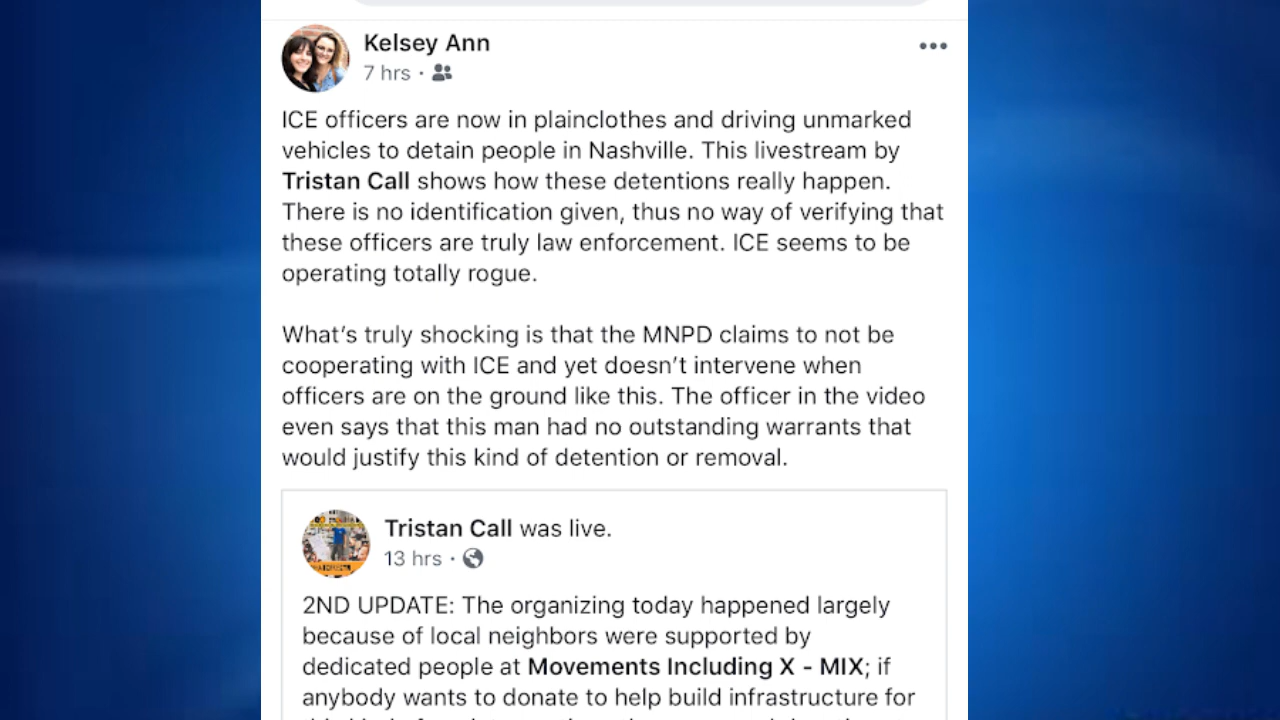 Kelsey Ann
7 hrs ·
ICE officers are now in plainclothes and driving unmarked
vehicles to detain people in Nashville. This livestream by
Tristan Call shows how these detentions really happen.
There is no identification given, thus no way of verifying that
these officers are truly law enforcement. ICE seems to be
operating totally rogue.
What’s truly shocking is that the MNPD claims to not be
cooperating with ICE and yet doesn’t intervene when
officers are on the ground like this. The officer in the video
even says that this man had no outstanding warrants that
would justify this kind of detention or removal.
Tristan Call was live.
13 hrs ·
2ND UPDATE: The organizing today happened largely
because of local neighbors were supported by
dedicated people at Movements Including X - MIX; if
anybody wants to donate to help build infrastructure for